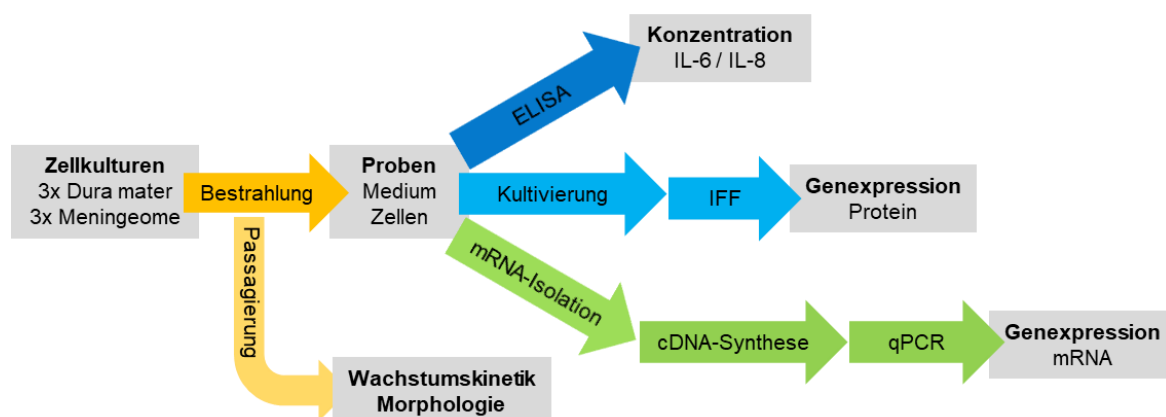 Konzentration
IL-6 / IL-8
ELISA
Zellkulturen
3x Dura mater
3x Meningeome
Bestrahlung
Proben
Medium
Zellen
Kultivierung
IFF
Genexpression
Protein
Passagierung
mRNA-Isolation
cDNA-Synthese
qPCR
Genexpression
mRNA
Wachstumskinetik
Morphologie